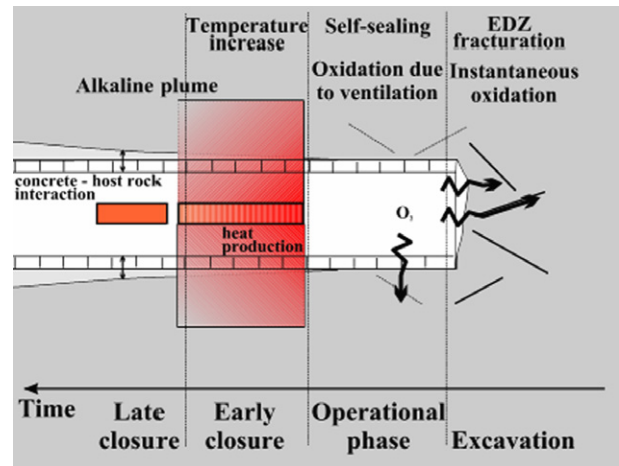 Temperature
increase
Self-sealing
Oxidation due
to ventilation
EDZ
fracturation
Instantaneous
oxidation
Alkaline plume
concrete - host rock
interaction
heat
production
O₂
Time
Late
closure
Early
closure
Operational
phase
Excavation